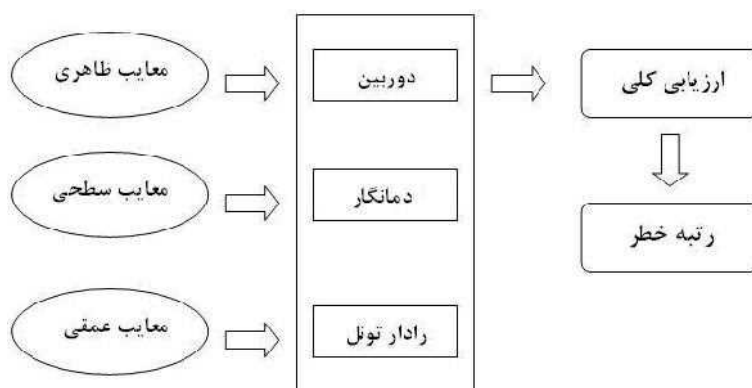 معایب ظاهری
دوربین
ارزیابی کلی
معایب سطحی
دمانگار
رتبه خطر
معایب عمقی
رادار تونل